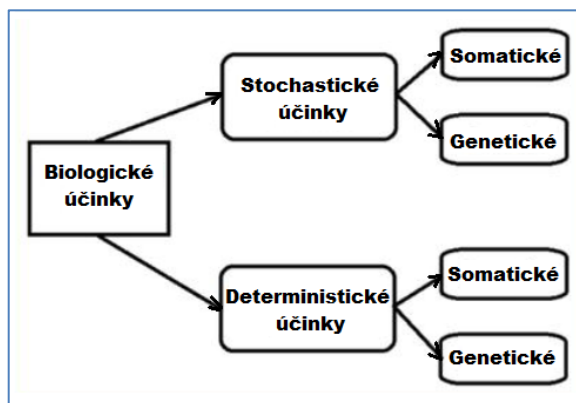 Biologické
účinky
Stochastické
účinky
Somatické
Genetické
Deterministické
účinky
Somatické
Genetické